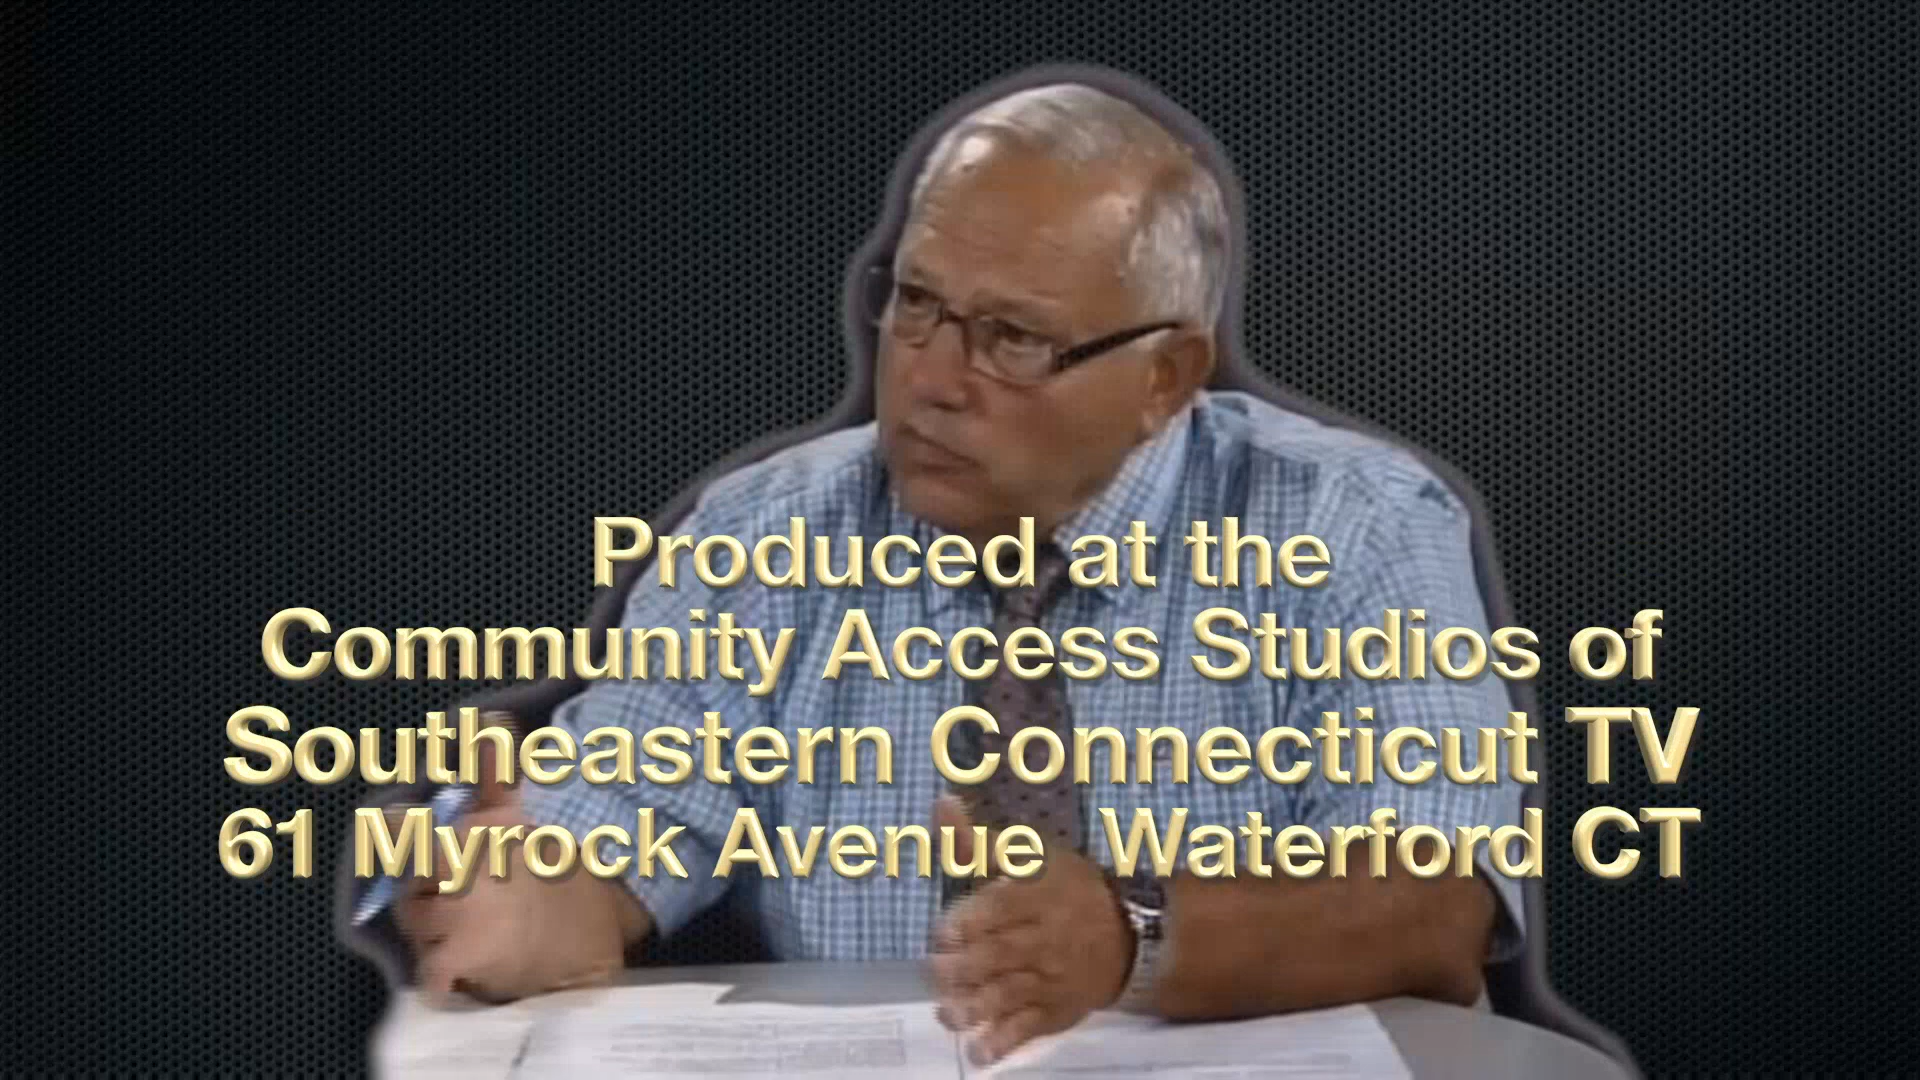 Produced at the
Community Access Studios of
Southeastern Connecticut TV
61 Myrock Avenue  Waterford CT